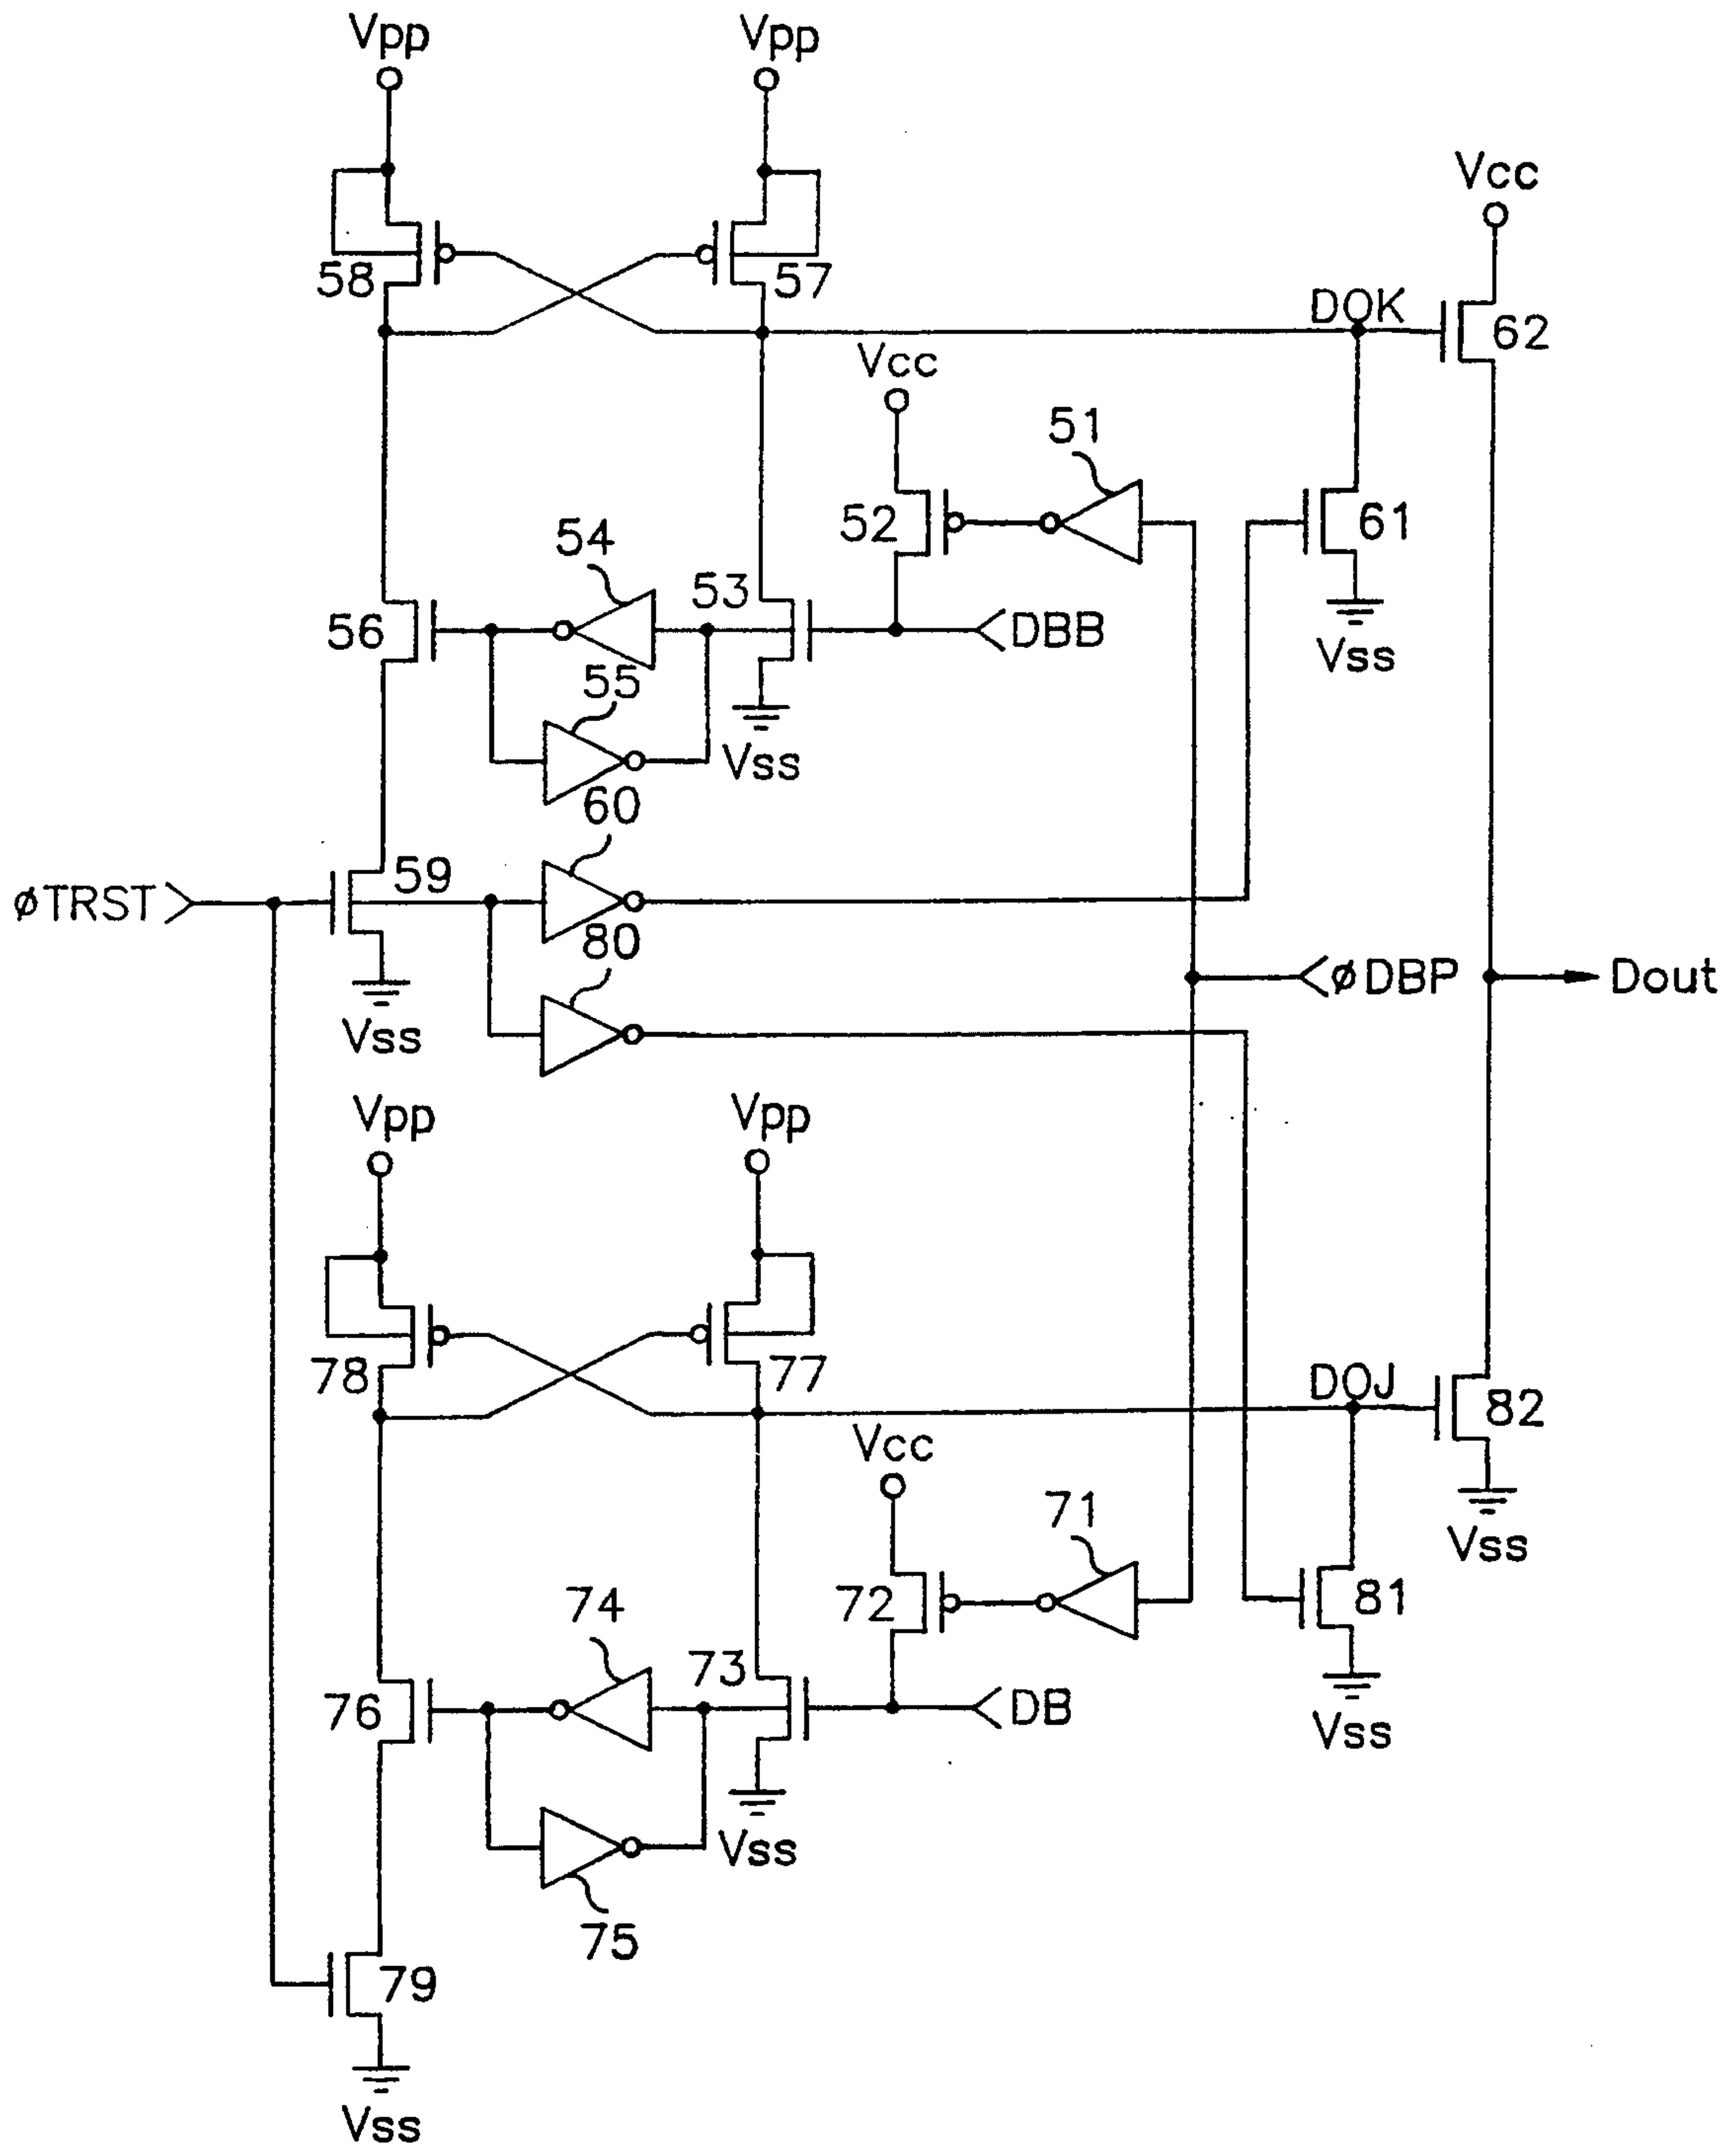 Vpp Vpp
Vcc
58 57
DOK
62
Vcc
51
52 61
54
53
56 DBB
55
Vss
Vss
60
59
øTRST
80
øDBP Dout
Vss
Vpp Vpp
78 77
DOJ
82
Vcc
71
Vss
72 81
74
73
76 DB
Vss
Vss
75
79
Vss